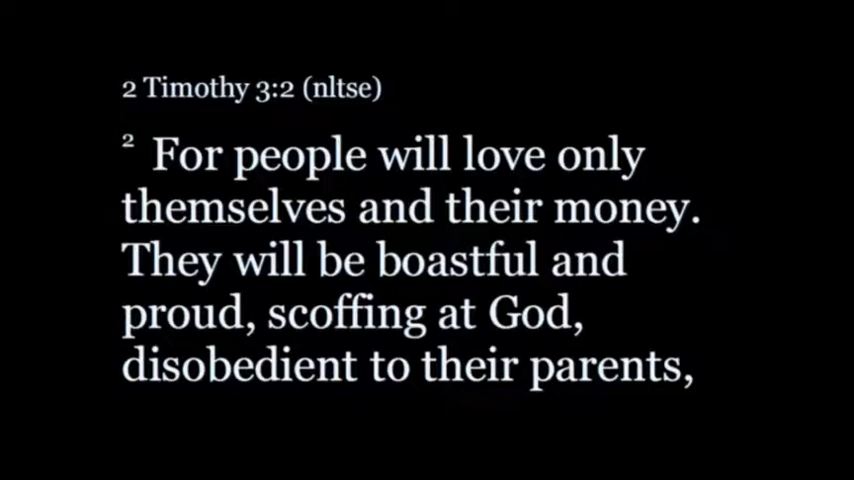 2 Timothy 3:2 (nltse)
2 For people will love only
themselves and their money.
They will be boastful and
proud, scoffing at God,
disobedient to their parents,